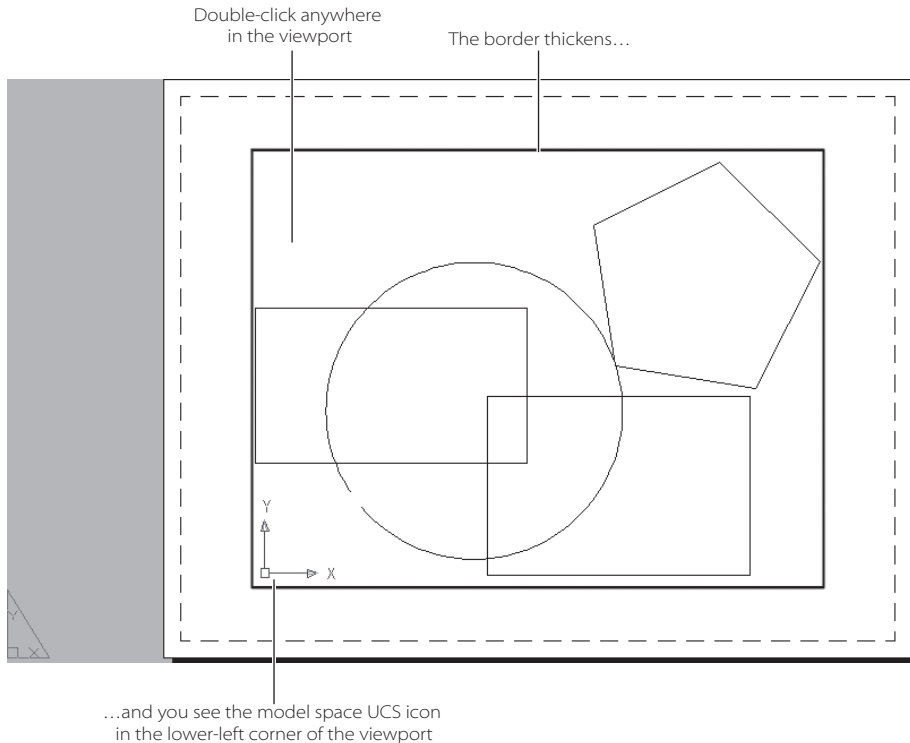 Double-click anywhere
in the viewport
The border thickens…
Y
X
Y
X
…and you see the model space UCS icon
in the lower-left corner of the viewport